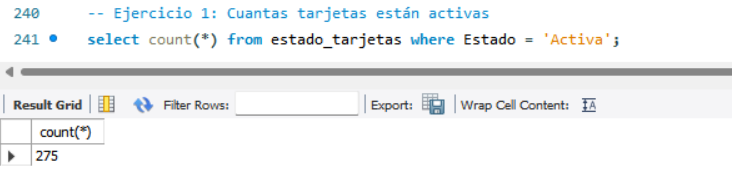 240 -- Ejercicio 1: Cuantas tarjetas están activas
241 select count(*) from estado_tarjetas where Estado = 'Activa';
Result Grid Filter Rows: Export: Wrap Cell Content: IA
count(*)
275